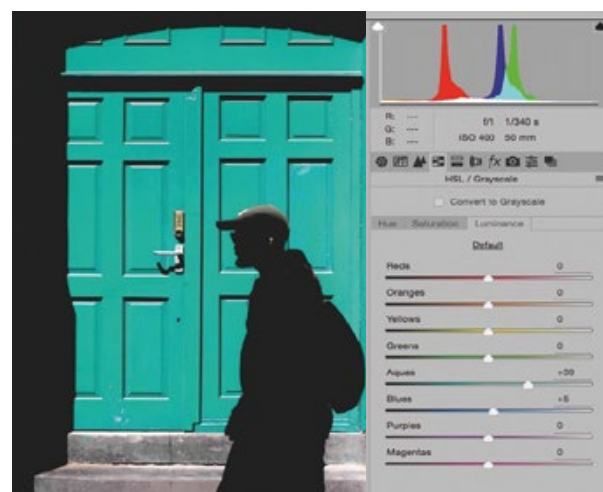 R: ---
G: ---
B: ---
f/1 1/340 s
ISO 400 50 mm
fx
HSL / Grayscale
Convert to Grayscale
Hue Saturation Luminance
Default
Reds 0
Oranges 0
Yellows 0
Greens 0
Aquas +39
Blues +5
Purples 0
Magentas 0